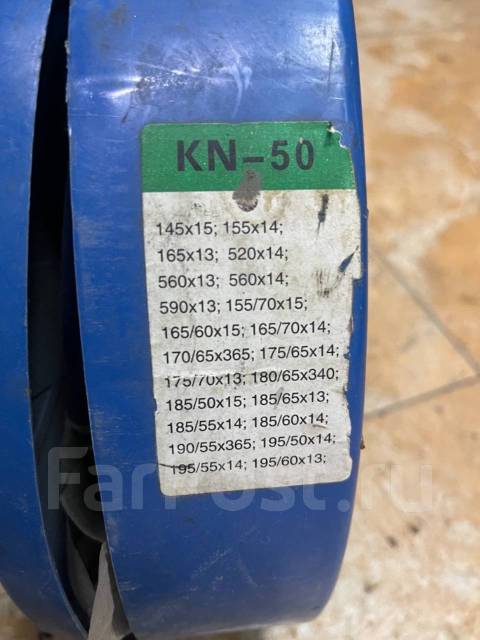 KN-50
145x15; 155x14;
165x13; 520x14;
560x13; 560x14;
590x13; 155/70x15;
165/60x15; 165/70x14;
170/65x365; 175/65x14;
175/70x13; 180/65x340;
185/50x15; 185/65x13;
185/55x14; 185/60x14;
190/55x365; 195/50x14;
195/55x14; 195/60x13;
FarPost.ru